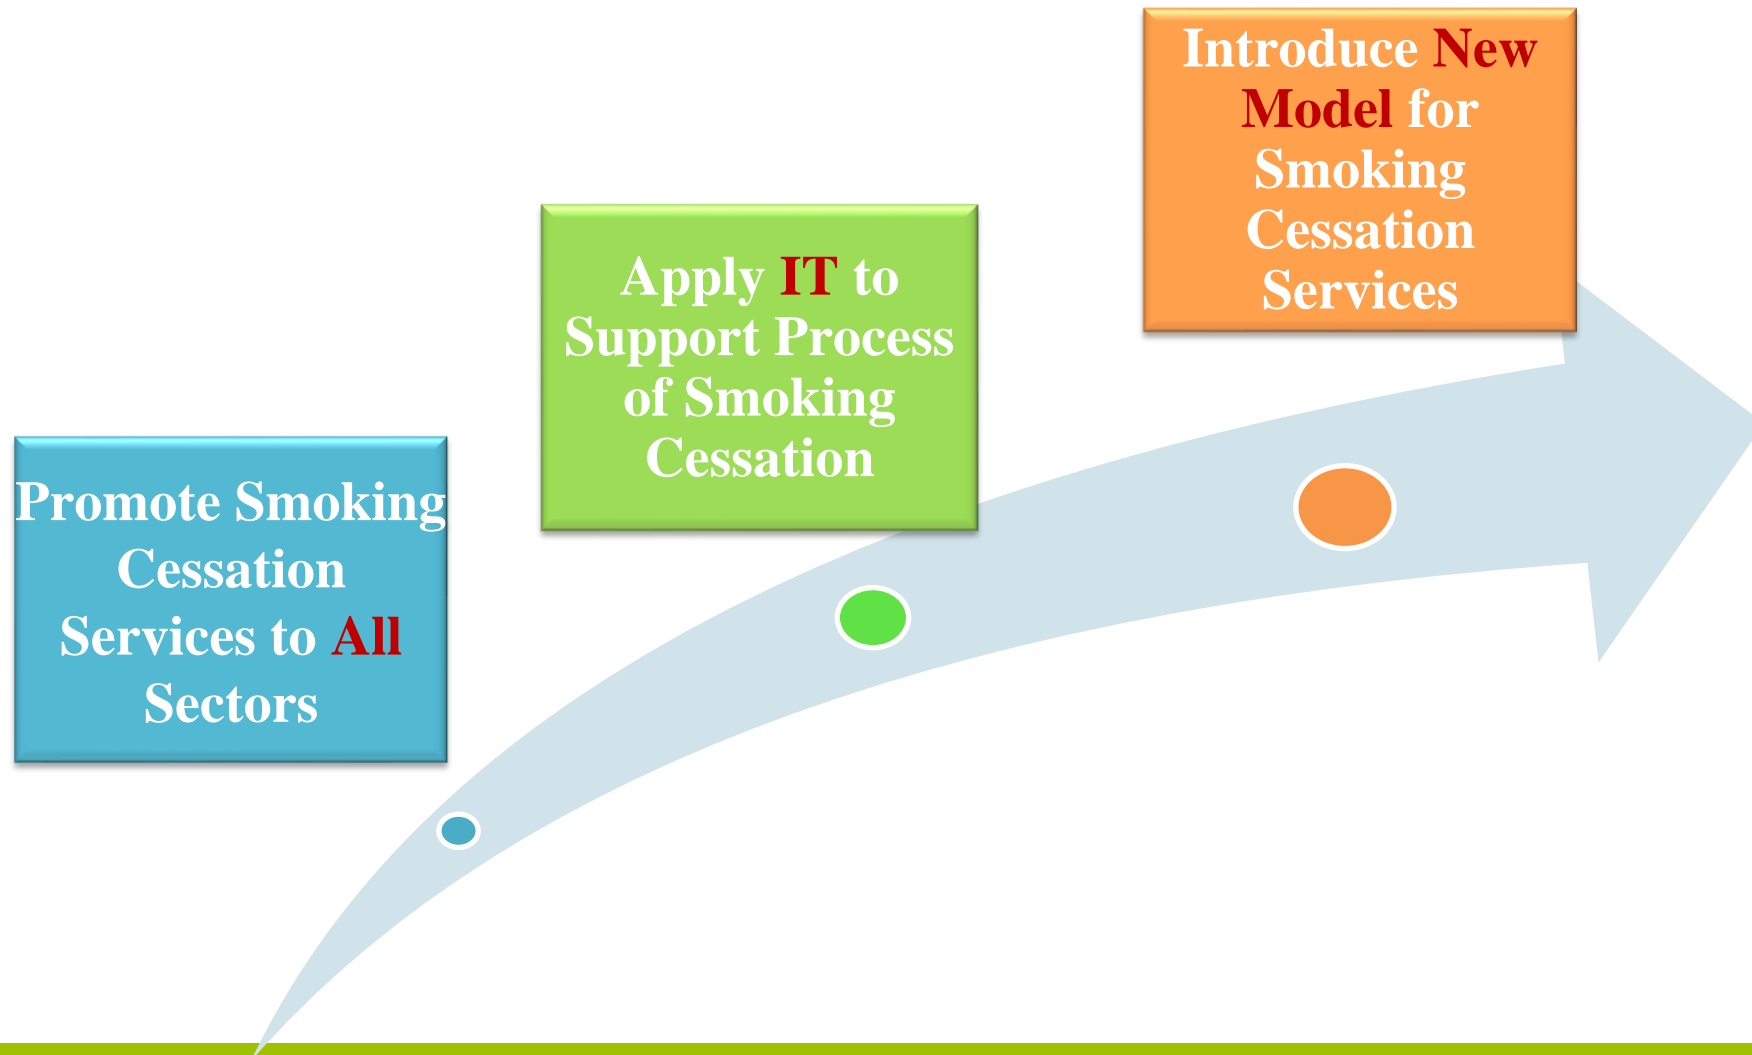 Promote Smoking
Cessation
Services to All
Sectors
Apply IT to
Support Process
of Smoking
Cessation
Introduce New
Model for
Smoking
Cessation
Services